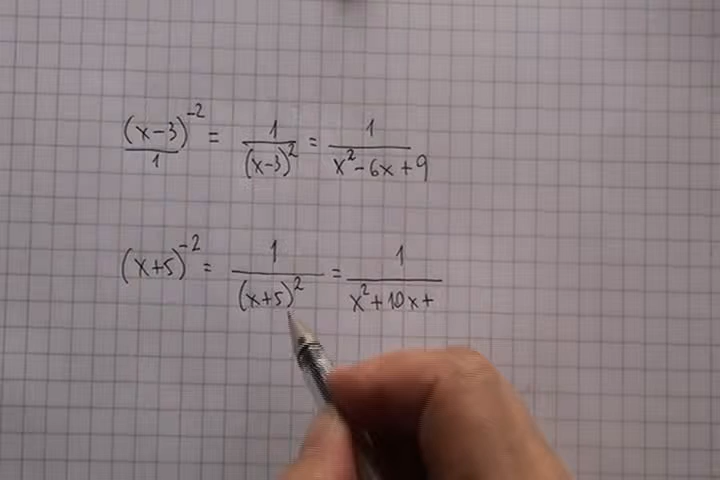 (x-3)^{-2}/1 = 1/(x-3)^2 = 1/(x^2-6x+9)
(x+5)^{-2} = 1/(x+5)^2 = 1/(x^2+10x+